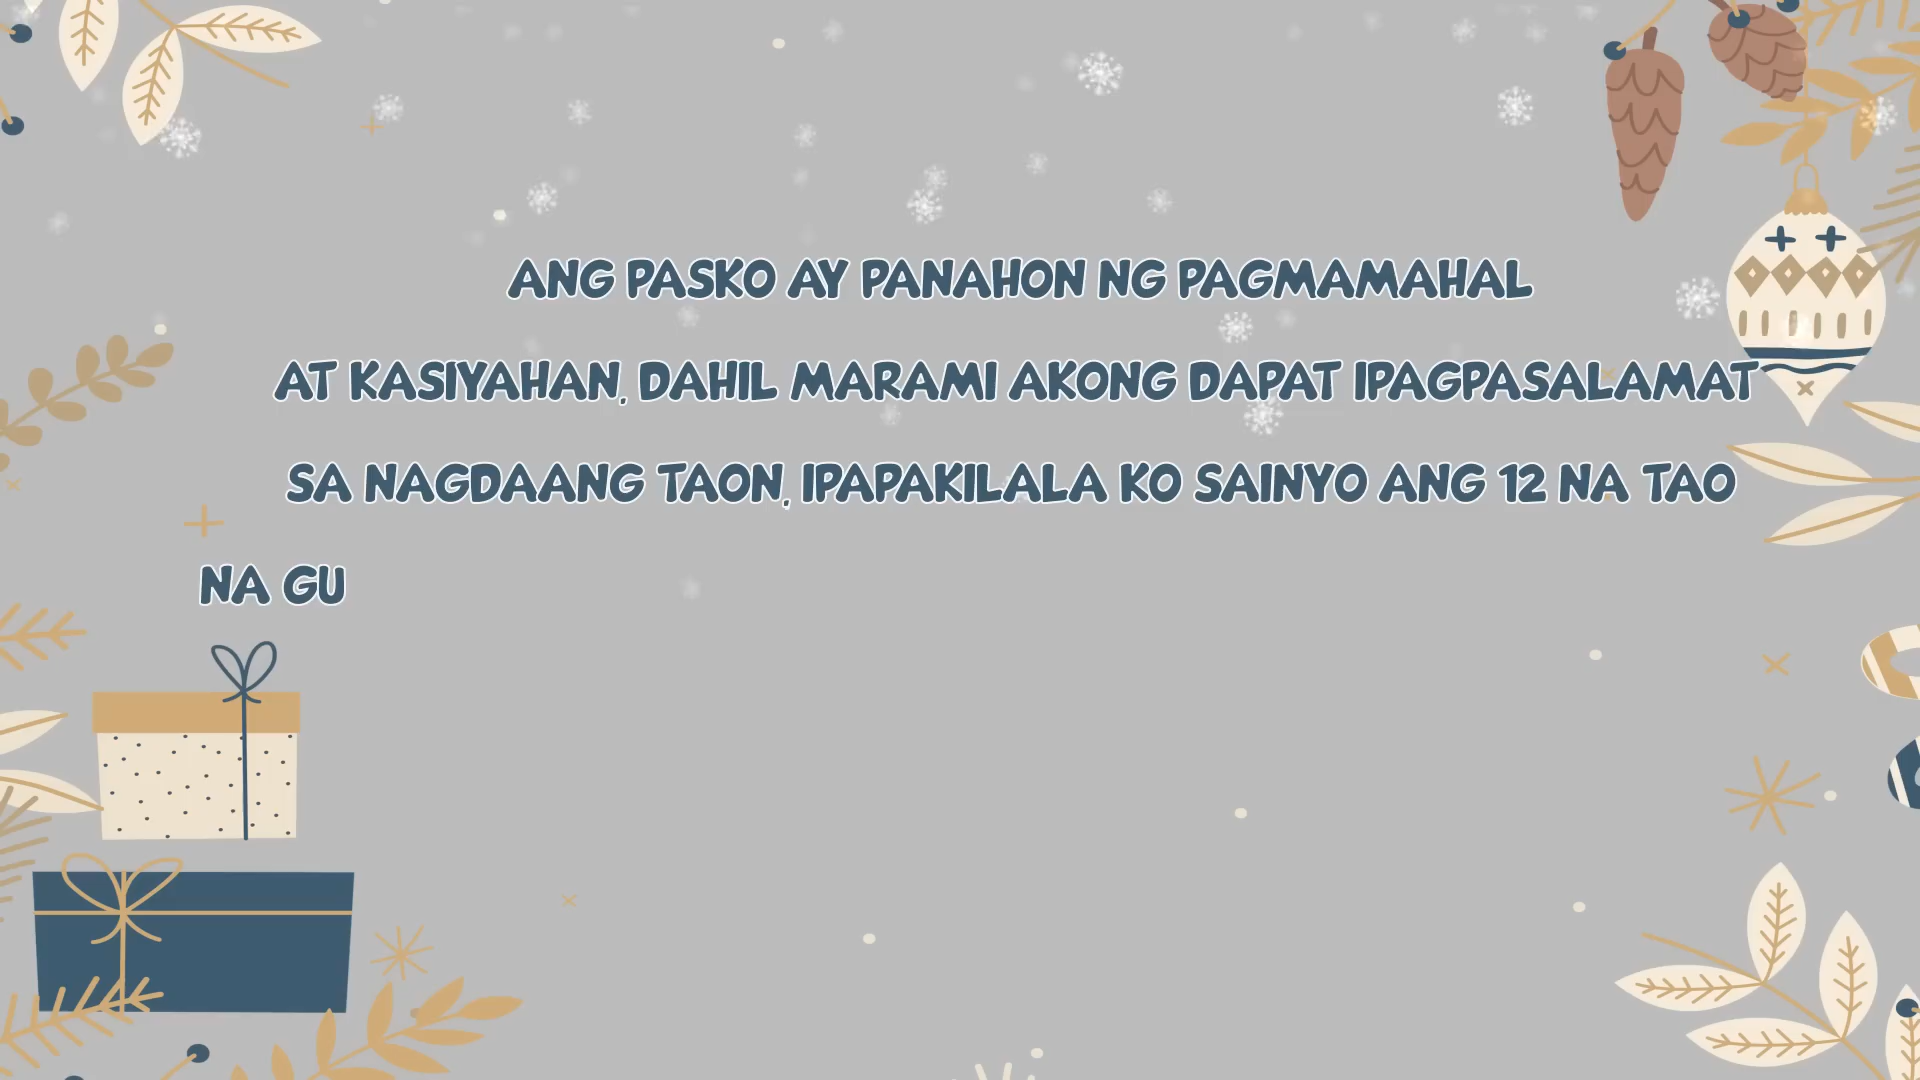 ANG PASKO AY PANAHON NG PAGMAMAHAL
AT KASIYAHAN, DAHIL MARAMI AKONG DAPAT IPAGPASALAMAT
SA NAGDAANG TAON, IPAPAKILALA KO SAINYO ANG 12 NA TAO
NA GU